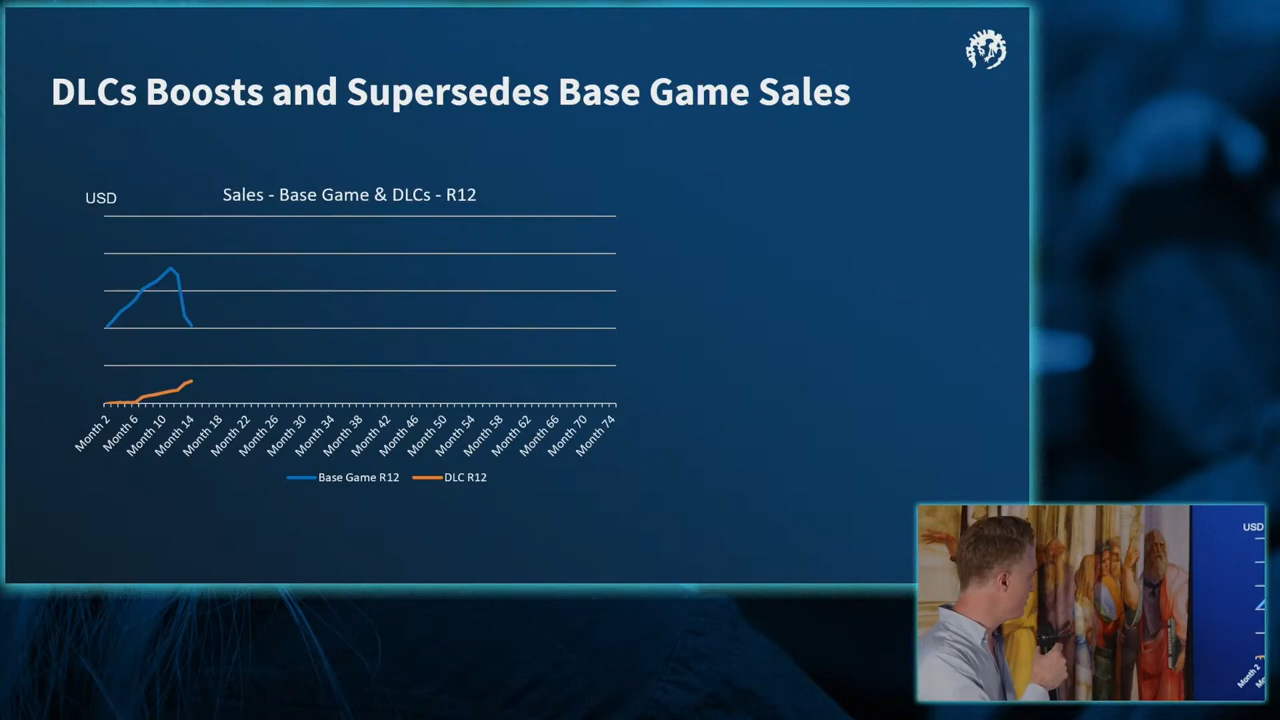 DLCs Boosts and Supersedes Base Game Sales
USD
Sales - Base Game & DLCs - R12
Month 2
Month 6
Month 10
Month 14
Month 18
Month 22
Month 26
Month 30
Month 34
Month 38
Month 42
Month 46
Month 50
Month 54
Month 58
Month 62
Month 66
Month 70
Month 74
Base Game R12
DLC R12
USD
Month 2